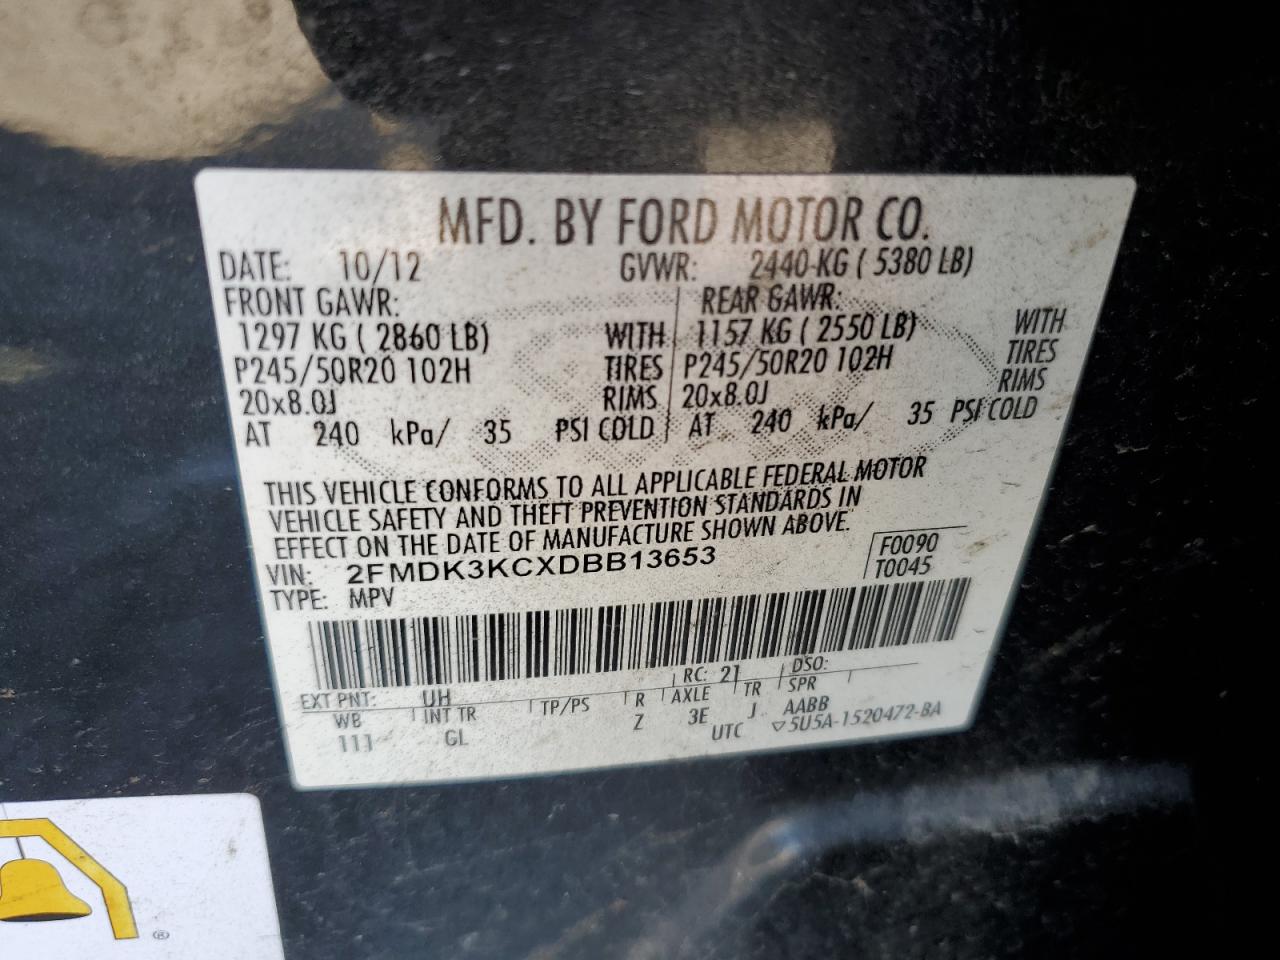 MFD. BY FORD MOTOR CO.
DATE: 10/12 GVWR: 2440 KG ( 5380 LB)
FRONT GAWR: REAR GAWR:
1297 KG ( 2860 LB) WITH 1157 KG ( 2550 LB) WITH
P245/50R20 102H TIRES P245/50R20 102H TIRES
20x8.0J RIMS 20x8.0J RIMS
AT 240 kPa/ 35 PSI COLD AT 240 kPa/ 35 PSI COLD
THIS VEHICLE CONFORMS TO ALL APPLICABLE FEDERAL MOTOR
VEHICLE SAFETY AND THEFT PREVENTION STANDARDS IN
EFFECT ON THE DATE OF MANUFACTURE SHOWN ABOVE.
VIN: 2FMDK3KCXDBB13653 F0090
TYPE: MPV T0045
EXT PNT: UH RC: 21 DSO:
WB INT TR TP/PS R AXLE TR SPR
111 GL Z 3E J AABB
UTC ▽5U5A-1520472-BA
®